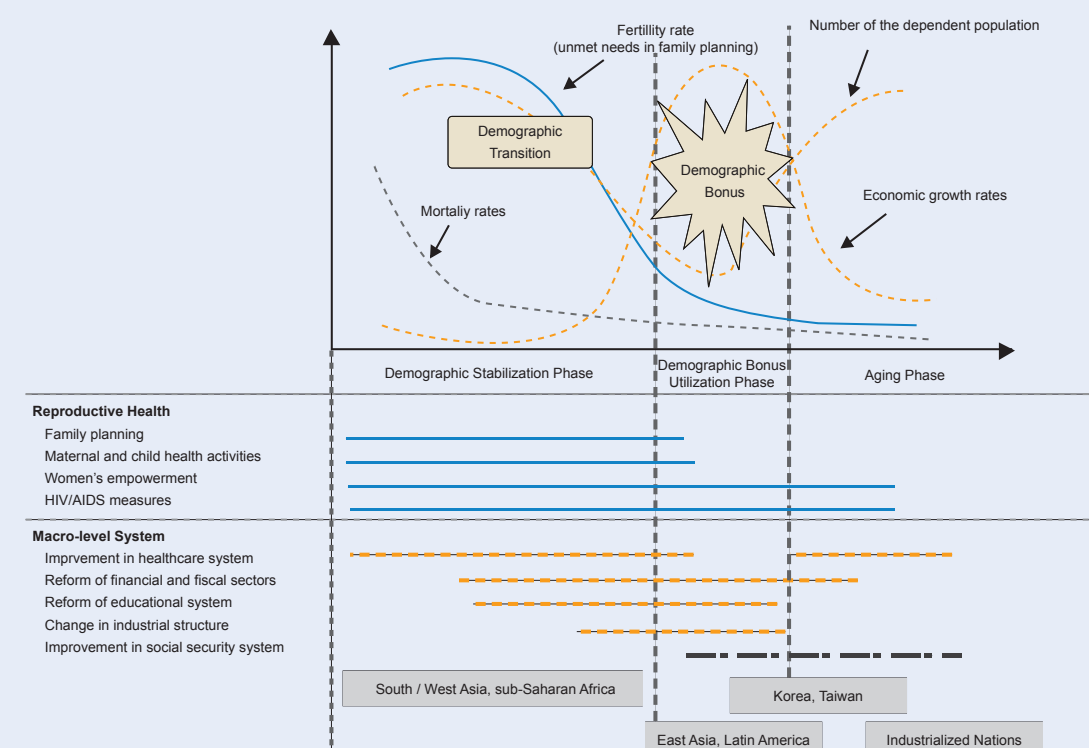 Number of the dependent population
Fertillity rate
(unmet needs in family planning)
Demographic
Transition
Demographic
Bonus
Mortaliy rates
Economic growth rates
Demographic Stabilization Phase
Demographic Bonus
Utilization Phase
Aging Phase
Reproductive Health
Family planning
Maternal and child health activities
Women's empowerment
HIV/AIDS measures
Macro-level System
Imprvement in healthcare system
Reform of financial and fiscal sectors
Reform of educational system
Change in industrial structure
Improvement in social security system
South / West Asia, sub-Saharan Africa
Korea, Taiwan
East Asia, Latin America
Industrialized Nations